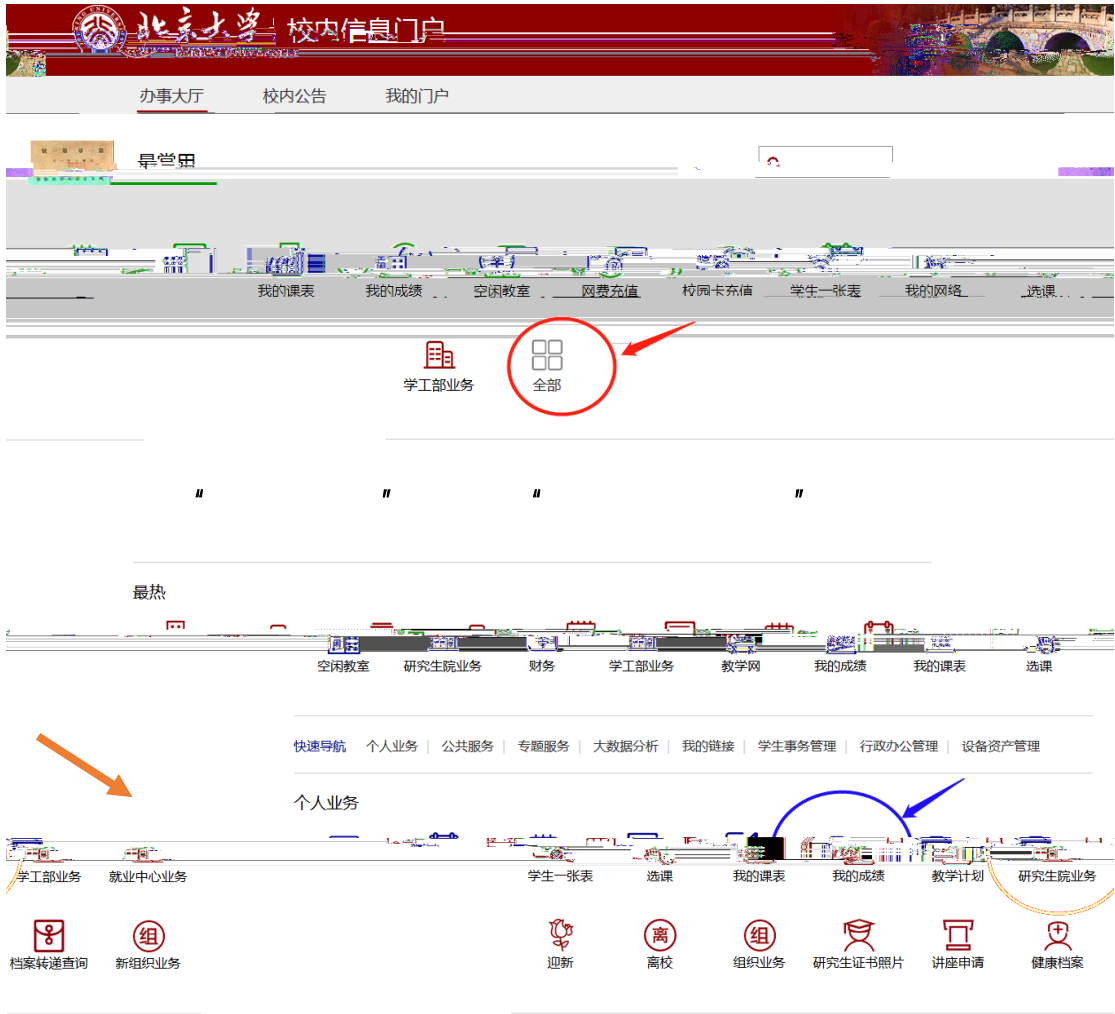 北京大学 校内信息门户
办事大厅 校内公告 我的门户
最常用
我的课表 我的成绩 空闲教室 网费充值 校园卡充值 学生一张表 我的网络 选课
学工部业务 全部
“ ” “ ”
最热
空闲教室 研究生院业务 财务 学工部业务 教学网 我的成绩 我的课表 选课
快速导航 个人业务 | 公共服务 | 专题服务 | 大数据分析 | 我的链接 | 学生事务管理 | 行政办公管理 | 设备资产管理
个人业务
学工部业务 就业中心业务 学生一张表 选课 我的课表 我的成绩 教学计划 研究生院业务
组 离 组
档案转递查询 新组织业务 迎新 离校 组织业务 研究生证书照片 讲座申请 健康档案